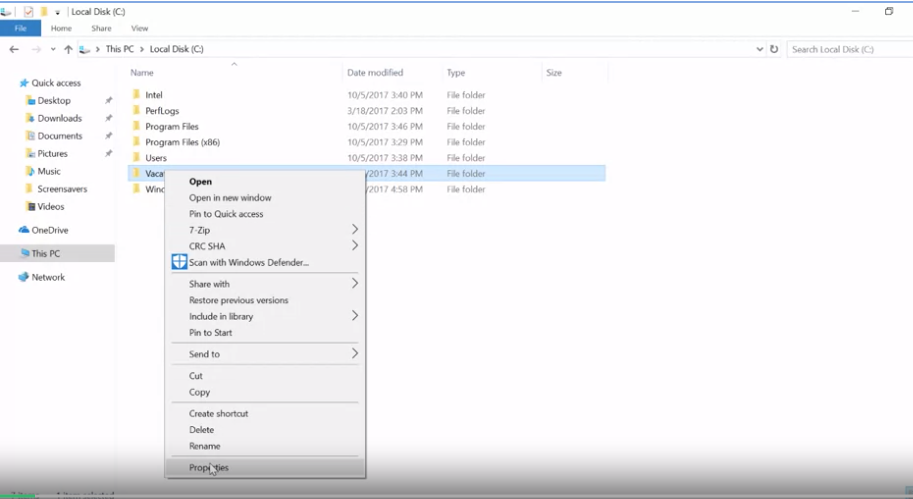 Local Disk (C:)
File Home Share View
This PC > Local Disk (C:) Search Local Disk (C:)
Name Date modified Type Size
Quick access
Desktop
Downloads
Documents
Pictures
Music
Screensavers
Videos
OneDrive
This PC
Network
Intel 10/5/2017 3:40 PM File folder
PerfLogs 3/18/2017 2:03 PM File folder
Program Files 10/5/2017 3:46 PM File folder
Program Files (x86) 10/5/2017 3:29 PM File folder
Users 10/5/2017 3:38 PM File folder
Vaca /2017 3:44 PM File folder
Wind /2017 4:58 PM File folder
Open
Open in new window
Pin to Quick access
7-Zip
CRC SHA
Scan with Windows Defender...
Share with
Restore previous versions
Include in library
Pin to Start
Send to
Cut
Copy
Create shortcut
Delete
Rename
Properties